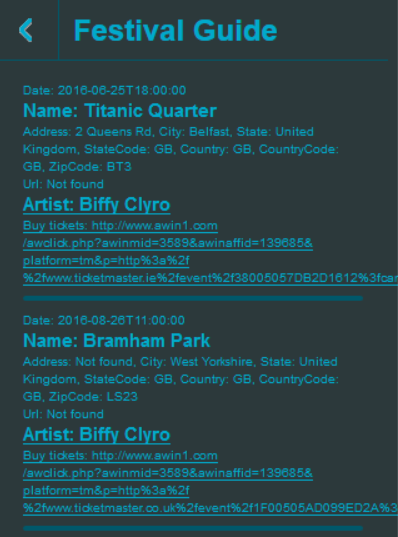 Festival Guide
Date: 2016-06-25T18:00:00
Name: Titanic Quarter
Address: 2 Queens Rd, City: Belfast, State: United
Kingdom, StateCode: GB, Country: GB, CountryCode:
GB, ZipCode: BT3
Url: Not found
Artist: Biffy Clyro
Buy tickets: http://www.awin1.com
/awclick.php?awinmid=3589&awinaffid=139685&
platform=tm&p=http%3a%2f
%2fwww.ticketmaster.ie%2fevent%2f38005057DB2D1612%3fcar
Date: 2016-08-26T11:00:00
Name: Bramham Park
Address: Not found, City: West Yorkshire, State: United
Kingdom, StateCode: GB, Country: GB, CountryCode:
GB, ZipCode: LS23
Url: Not found
Artist: Biffy Clyro
Buy tickets: http://www.awin1.com
/awclick.php?awinmid=3589&awinaffid=139685&
platform=tm&p=http%3a%2f
%2fwww.ticketmaster.co.uk%2fevent%2f1F00505AD099ED2A%3